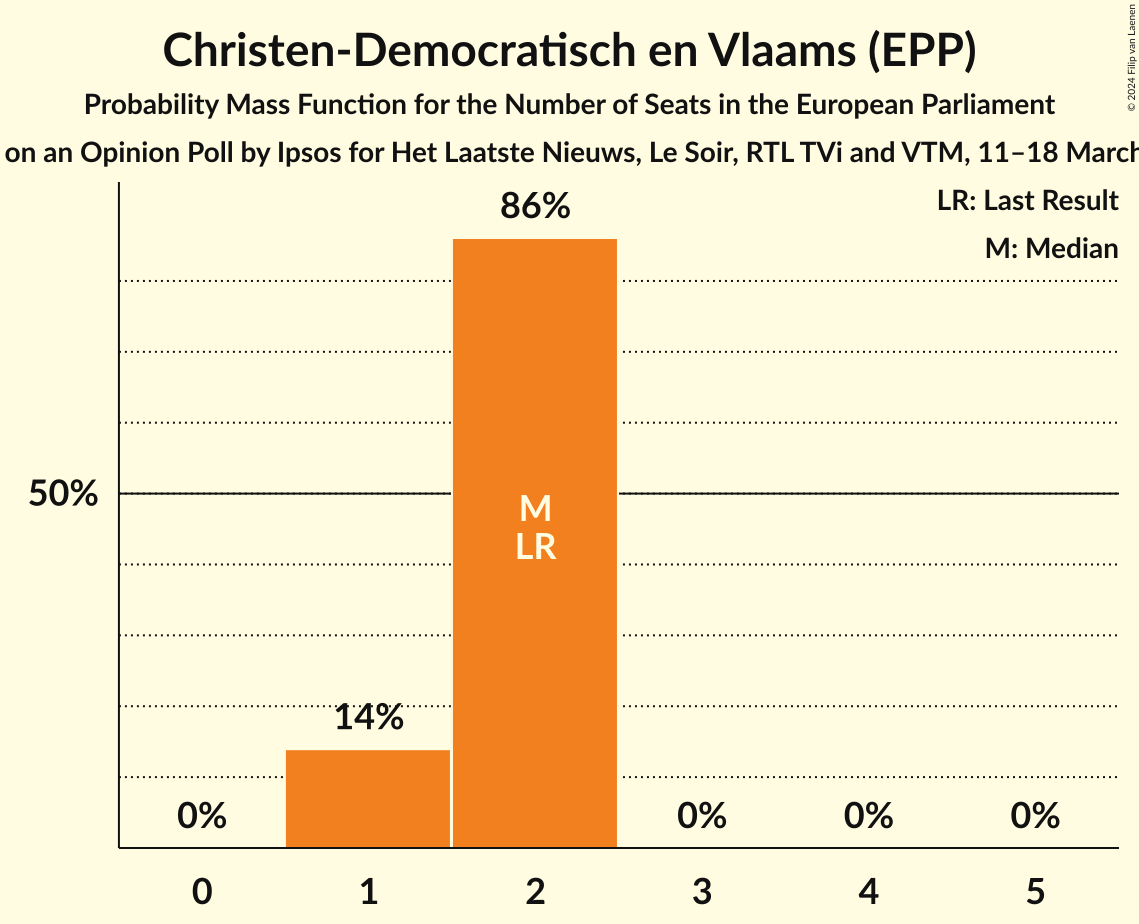 Christen-Democratisch en Vlaams (EPP)
Probability Mass Function for the Number of Seats in the European Parliament
on an Opinion Poll by Ipsos for Het Laatste Nieuws, Le Soir, RTL TVi and VTM, 11–18 March
© 2024 Filip van Laenen
LR: Last Result
M: Median
86%
50%
M
LR
14%
0%
0%
0%
0%
0 1 2 3 4 5